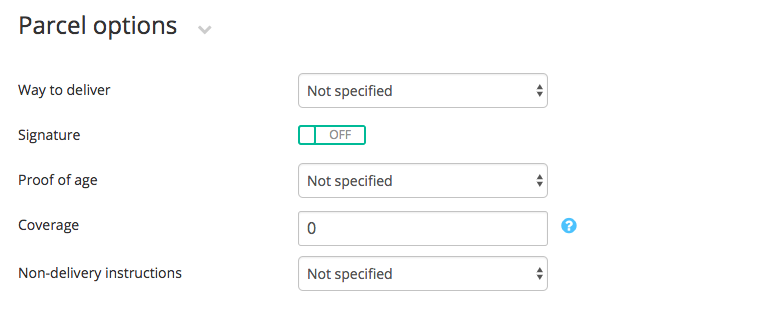 Parcel options
Way to deliver Not specified
Signature OFF
Proof of age Not specified
Coverage 0 ?
Non-delivery instructions Not specified